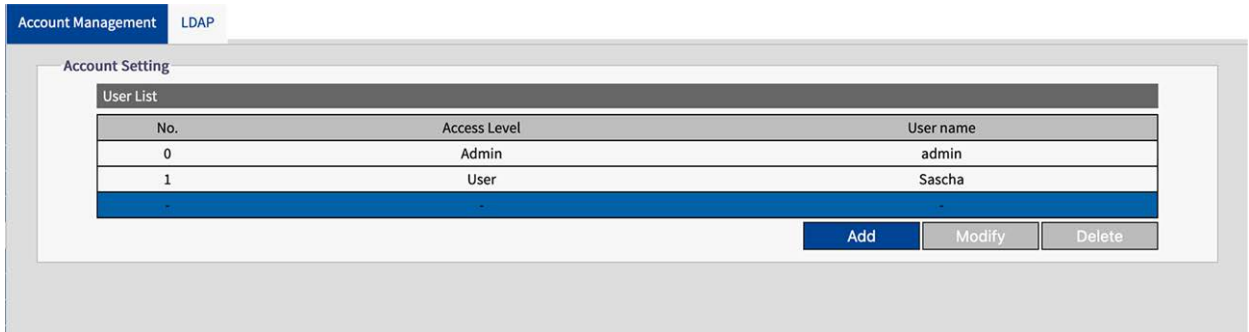 Account Management LDAP
Account Setting
User List
No. Access Level User name
0 Admin admin
1 User Sascha
- - -
Add Modify Delete